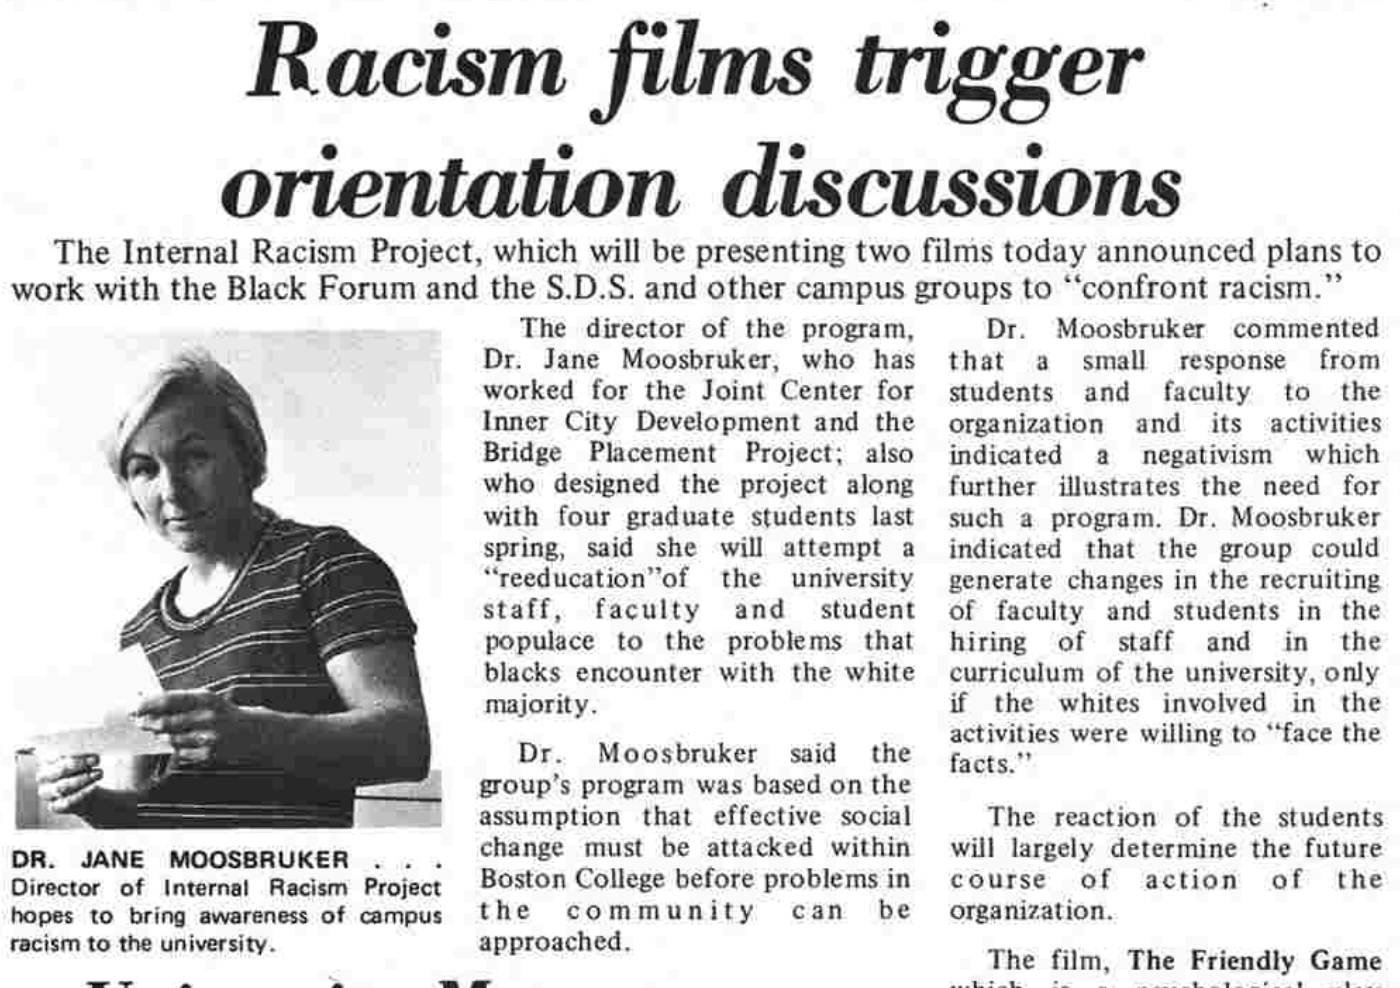 Racism films trigger
orientation discussions
The Internal Racism Project, which will be presenting two films today announced plans to
work with the Black Forum and the S.D.S. and other campus groups to “confront racism.”
DR. JANE MOOSBRUKER . . .
Director of Internal Racism Project
hopes to bring awareness of campus
racism to the university.
The director of the program,
Dr. Jane Moosbruker, who has
worked for the Joint Center for
Inner City Development and the
Bridge Placement Project; also
who designed the project along
with four graduate students last
spring, said she will attempt a
“reeducation”of the university
staff, faculty and student
populace to the problems that
blacks encounter with the white
majority.
Dr. Moosbruker said the
group’s program was based on the
assumption that effective social
change must be attacked within
Boston College before problems in
the community can be
approached.
Dr. Moosbruker commented
that a small response from
students and faculty to the
organization and its activities
indicated a negativism which
further illustrates the need for
such a program. Dr. Moosbruker
indicated that the group could
generate changes in the recruiting
of faculty and students in the
hiring of staff and in the
curriculum of the university, only
if the whites involved in the
activities were willing to “face the
facts.”
The reaction of the students
will largely determine the future
course of action of the
organization.
The film, The Friendly Game